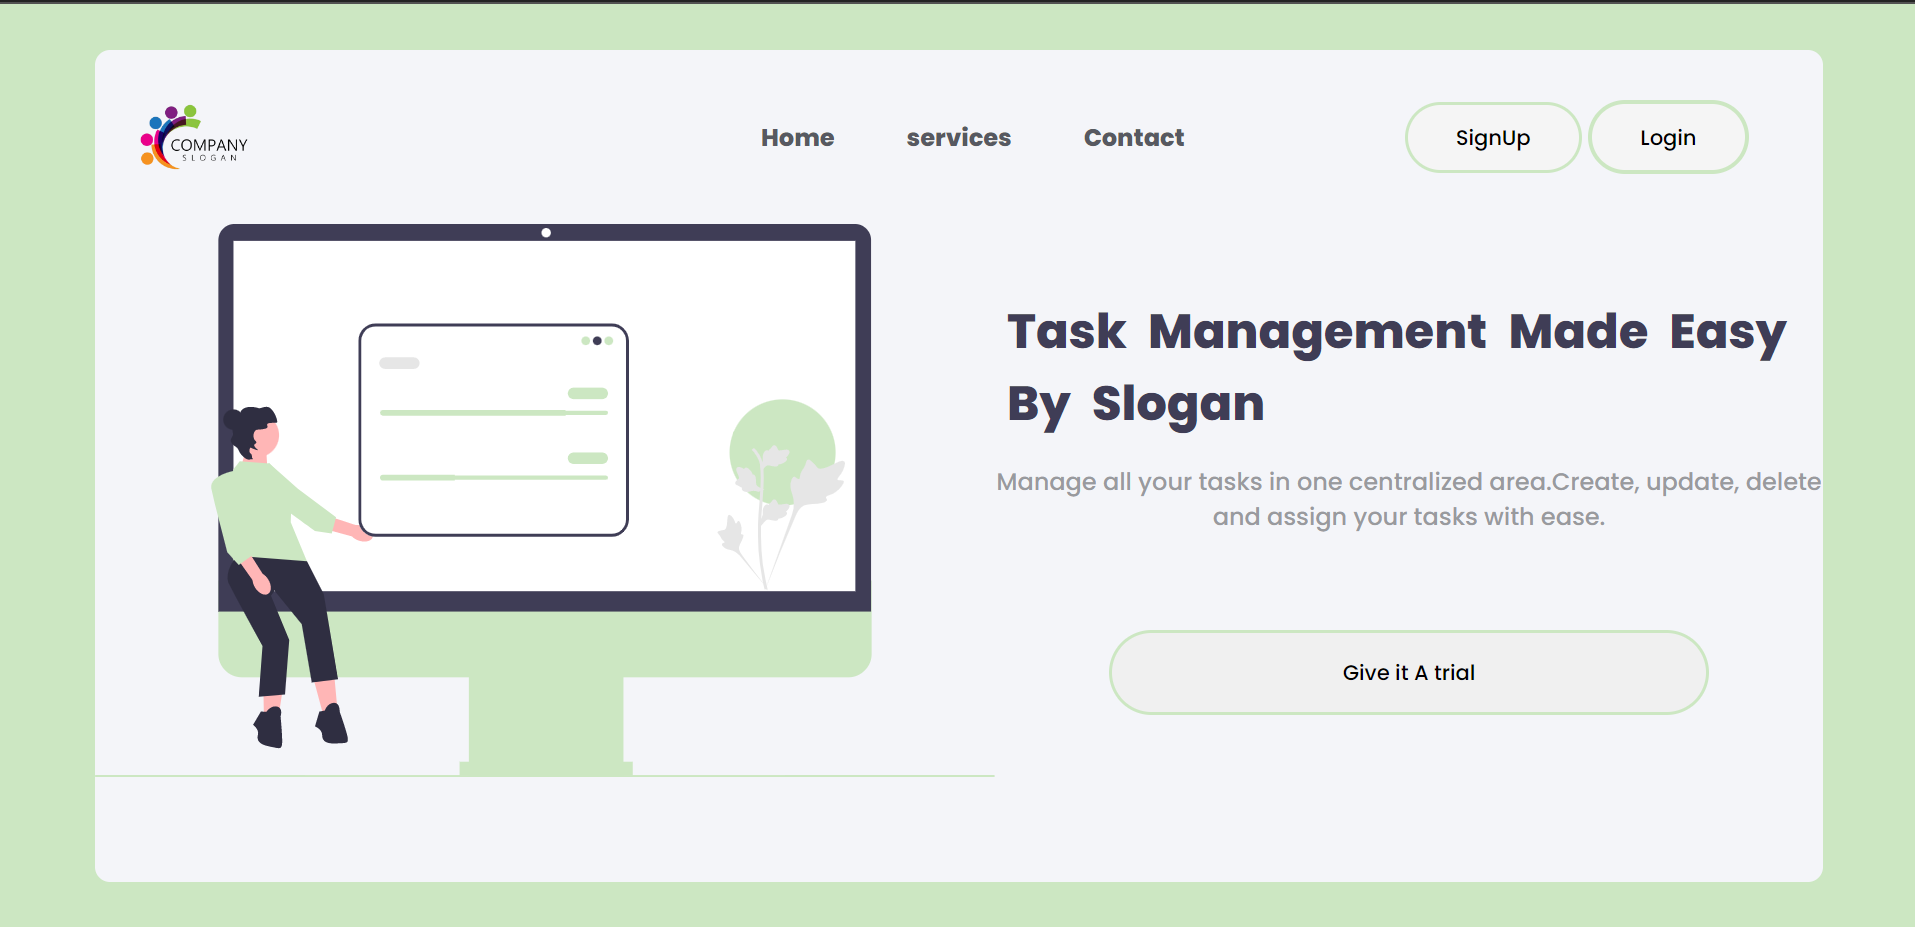 COMPANY
SLOGAN
Home
services
Contact
SignUp
Login
Task Management Made Easy
By Slogan
Manage all your tasks in one centralized area.Create, update, delete
and assign your tasks with ease.
Give it A trial